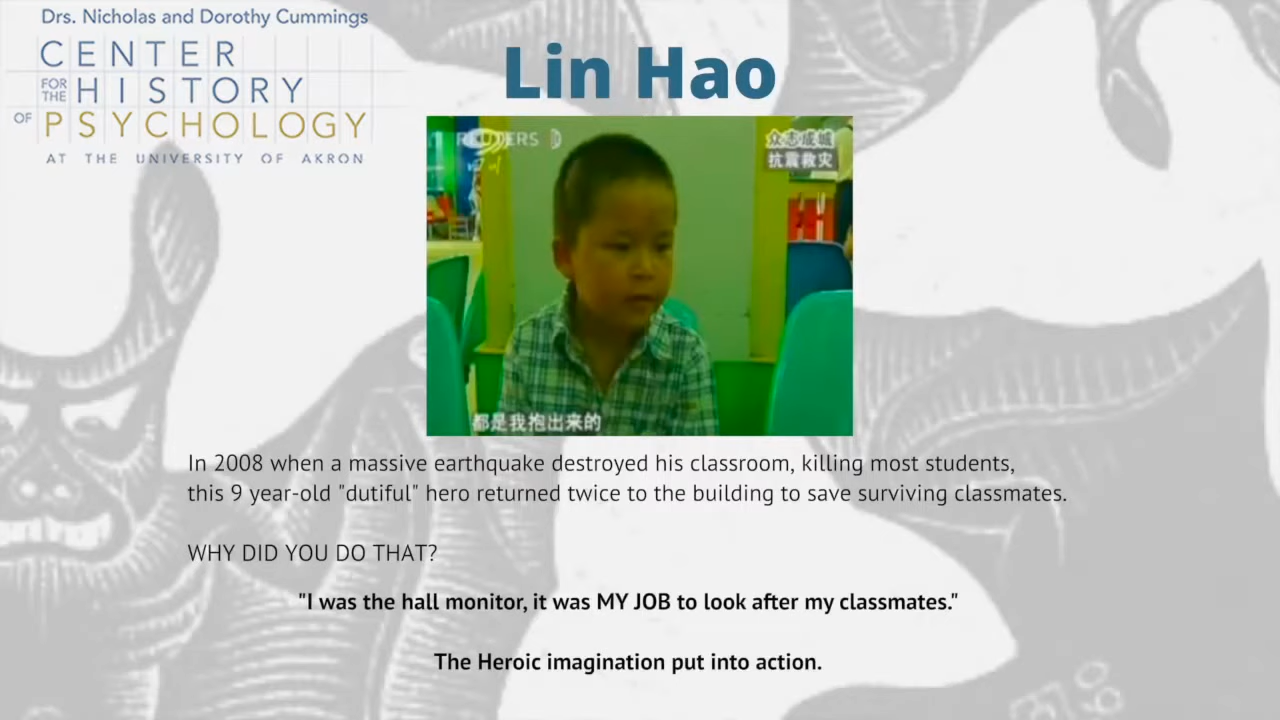 Drs. Nicholas and Dorothy Cummings
CENTER
FOR THE HISTORY
OF PSYCHOLOGY
AT THE UNIVERSITY OF AKRON
Lin Hao
REUTERS
四川
众志成城
抗震救灾
都是我抱出来的
In 2008 when a massive earthquake destroyed his classroom, killing most students,
this 9 year-old "dutiful" hero returned twice to the building to save surviving classmates.
WHY DID YOU DO THAT?
"I was the hall monitor, it was MY JOB to look after my classmates."
The Heroic imagination put into action.